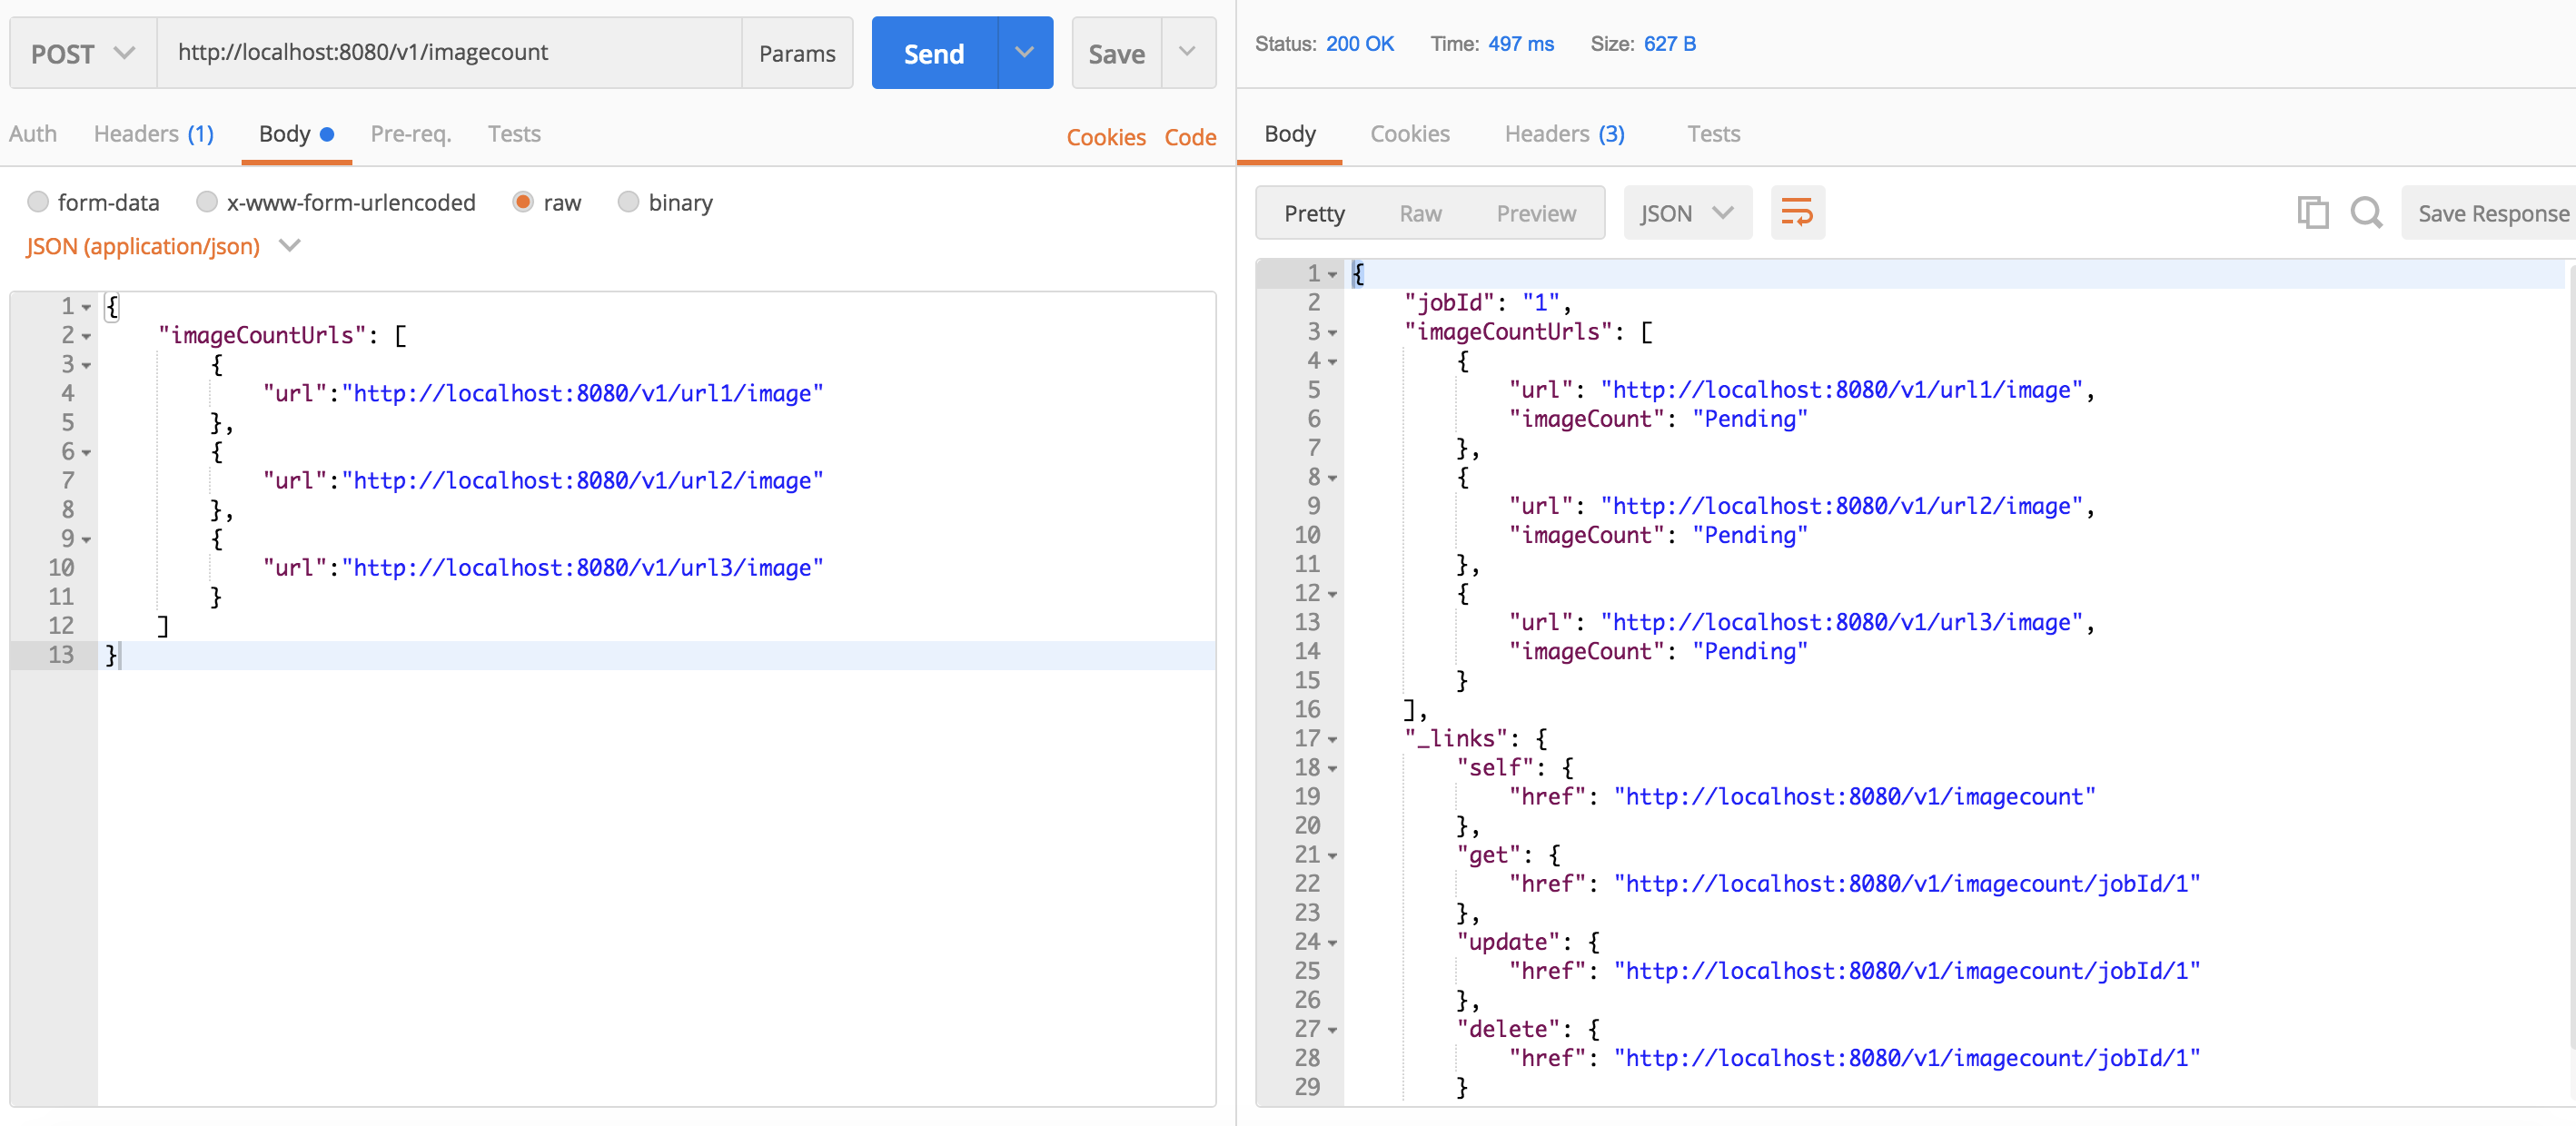 POST http://localhost:8080/v1/imagecount Params Send Save
Auth Headers (1) Body Pre-req. Tests Cookies Code
form-data x-www-form-urlencoded raw binary
JSON (application/json)
1 {
2 "imageCountUrls": [
3 {
4 "url":"http://localhost:8080/v1/url1/image"
5 },
6 {
7 "url":"http://localhost:8080/v1/url2/image"
8 },
9 {
10 "url":"http://localhost:8080/v1/url3/image"
11 }
12 ]
13 }
Status: 200 OK Time: 497 ms Size: 627 B
Body Cookies Headers (3) Tests
Pretty Raw Preview JSON Save Response
1 {
2 "jobId": "1",
3 "imageCountUrls": [
4 {
5 "url": "http://localhost:8080/v1/url1/image",
6 "imageCount": "Pending"
7 },
8 {
9 "url": "http://localhost:8080/v1/url2/image",
10 "imageCount": "Pending"
11 },
12 {
13 "url": "http://localhost:8080/v1/url3/image",
14 "imageCount": "Pending"
15 }
16 ],
17 "_links": {
18 "self": {
19 "href": "http://localhost:8080/v1/imagecount"
20 },
21 "get": {
22 "href": "http://localhost:8080/v1/imagecount/jobId/1"
23 },
24 "update": {
25 "href": "http://localhost:8080/v1/imagecount/jobId/1"
26 },
27 "delete": {
28 "href": "http://localhost:8080/v1/imagecount/jobId/1"
29 }